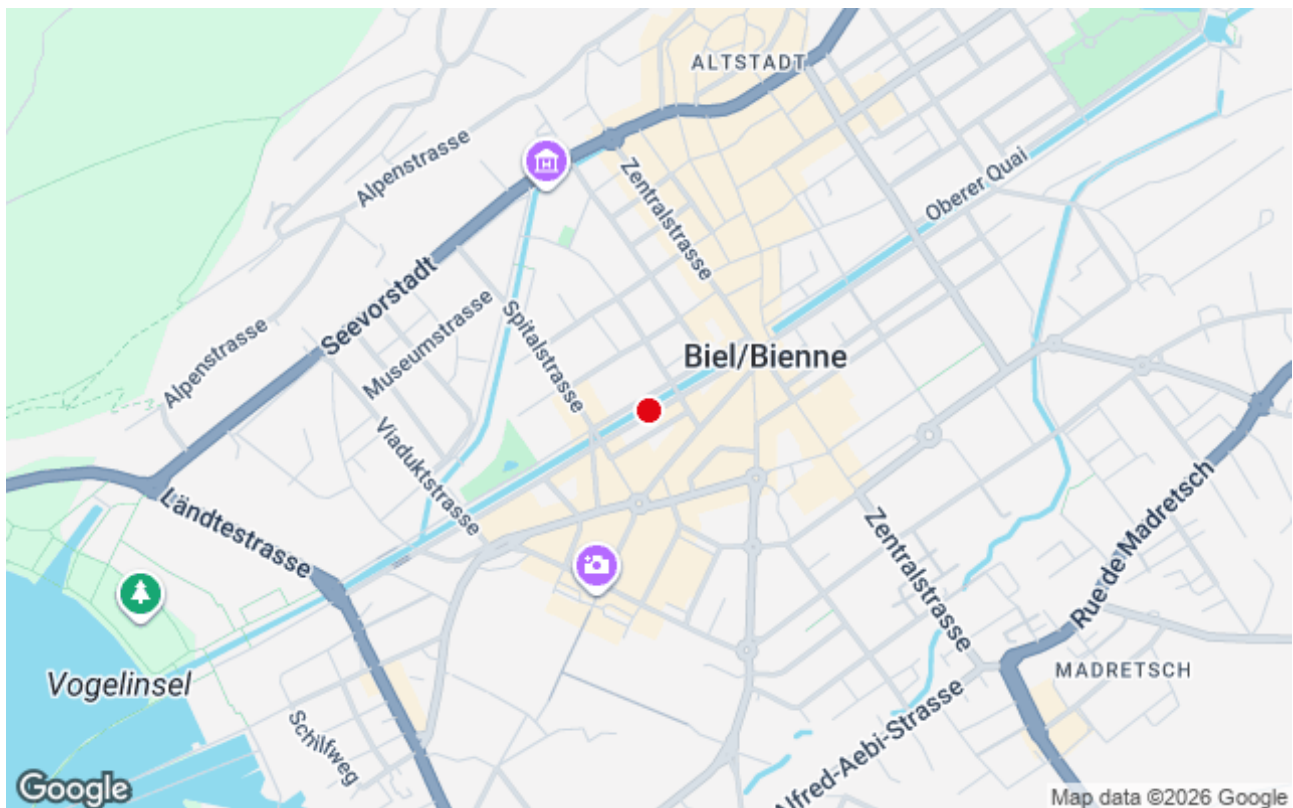 ALTSTADT
Alpenstrasse
Zentralstrasse
Oberer Quai
Seevorstadt
Museumstrasse
Spitalstrasse
Alpenstrasse
Biel/Bienne
Viaduktstrasse
Ländtestrasse
Rue de Madretsch
Zentralstrasse
Vogelinsel
MADRETSCH
Schilfweg
Alfred-Aebi-Strasse
Google
Map data ©2026 Google